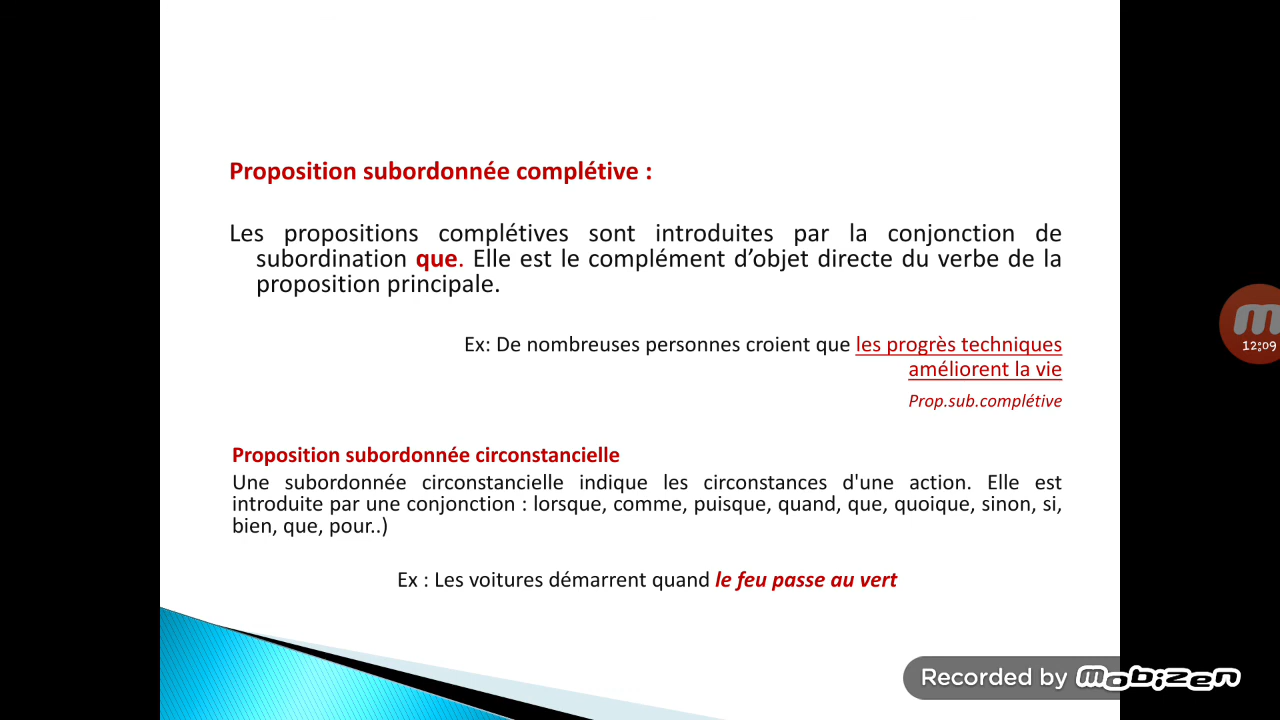 Proposition subordonnée complétive :
Les propositions complétives sont introduites par la conjonction de
subordination que. Elle est le complément d’objet directe du verbe de la
proposition principale.
Ex: De nombreuses personnes croient que les progrès techniques
améliorent la vie
Prop.sub.complétive
Proposition subordonnée circonstancielle
Une subordonnée circonstancielle indique les circonstances d'une action. Elle est
introduite par une conjonction : lorsque, comme, puisque, quand, que, quoique, sinon, si,
bien, que, pour..)
Ex : Les voitures démarrent quand le feu passe au vert
m
12:09
Recorded by mobizen